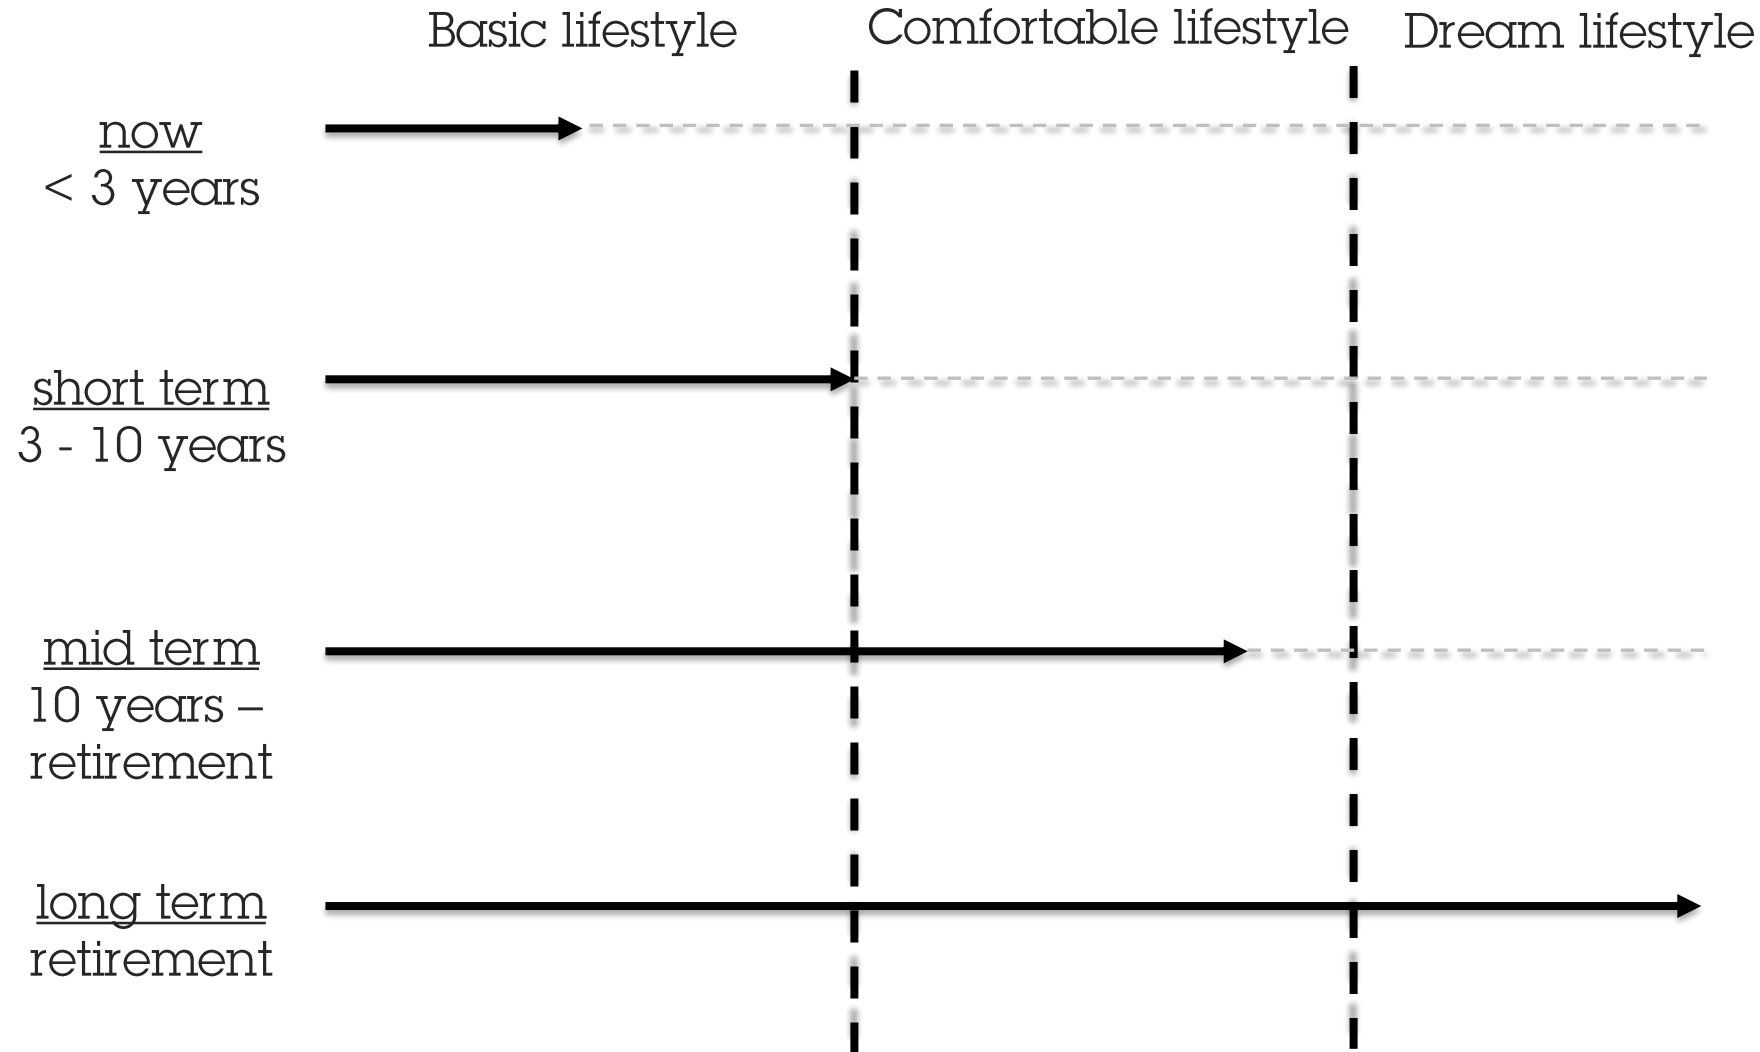 Basic lifestyle
Comfortable lifestyle
Dream lifestyle
now
< 3 years
short term
3 - 10 years
mid term
10 years –
retirement
long term
retirement